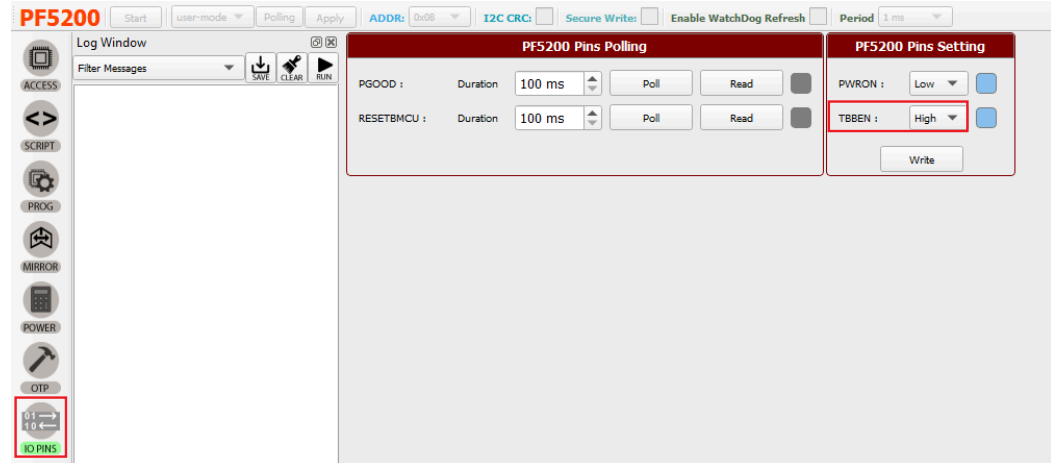 PF5200 Start user-mode Polling Apply ADDR: 0x08 I2C CRC: Secure Write: Enable WatchDog Refresh Period 1 ms
Log Window
Filter Messages SAVE CLEAR RUN
ACCESS
SCRIPT
PROG
MIRROR
POWER
OTP
01
10
IO PINS
PF5200 Pins Polling
PGOOD : Duration 100 ms Poll Read
RESETBMCU : Duration 100 ms Poll Read
PF5200 Pins Setting
PWRON : Low
TBBEN : High
Write